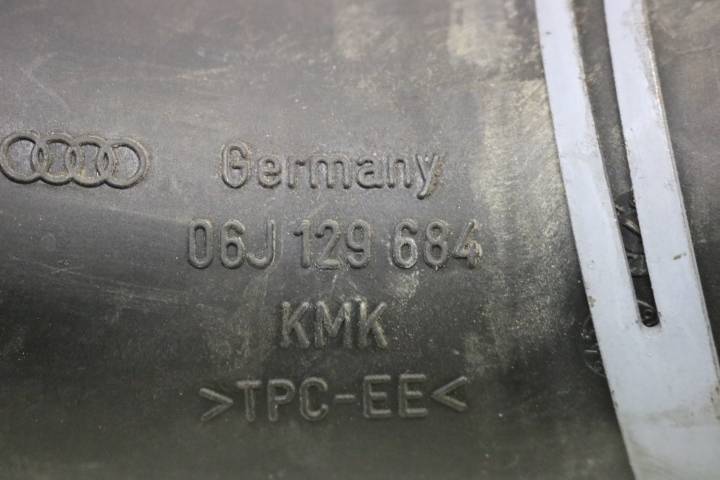 Germany
06J 129 684
KMK
>TPC-EE<